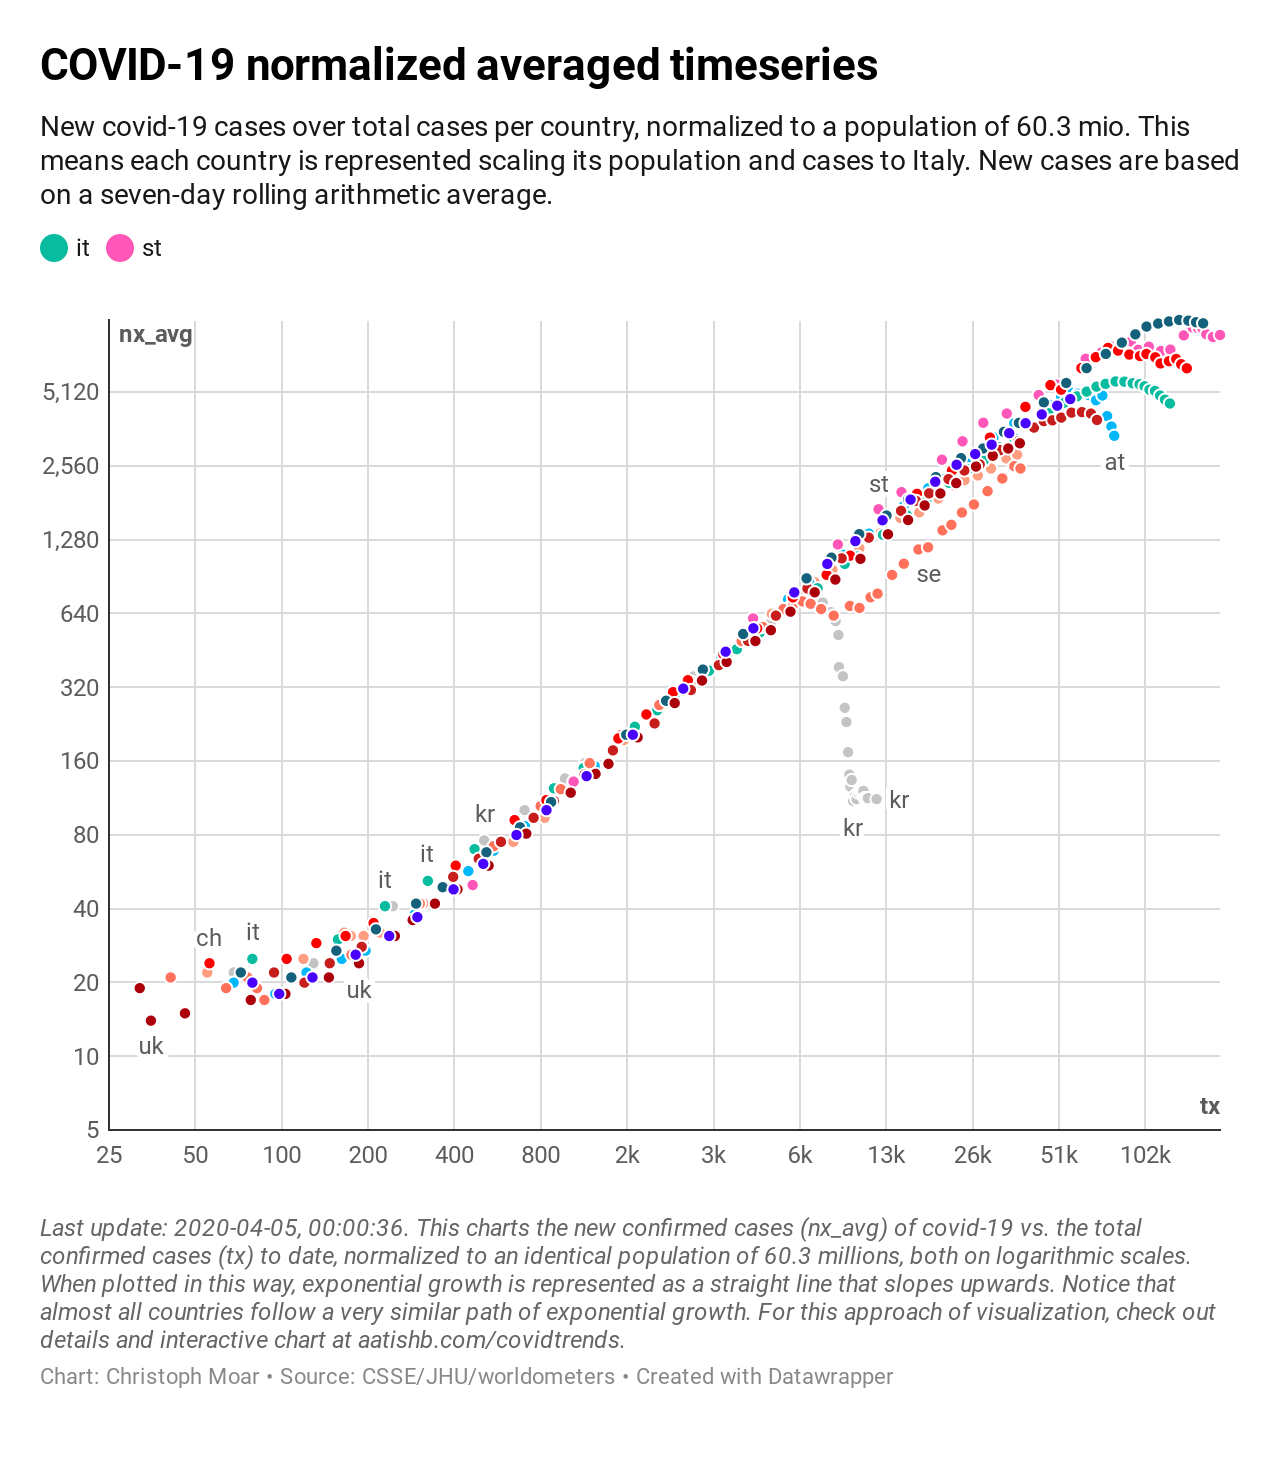 COVID-19 normalized averaged timeseries
New covid-19 cases over total cases per country, normalized to a population of 60.3 mio. This
means each country is represented scaling its population and cases to Italy. New cases are based
on a seven-day rolling arithmetic average.
it st
nx_avg
5,120
at
2,560
st
1,280
se
640
320
160
kr
kr
kr
80
it
it
40
ch it
20
uk
uk
10
tx
5
25 50 100 200 400 800 2k 3k 6k 13k 26k 51k 102k
Last update: 2020-04-05, 00:00:36. This charts the new confirmed cases (nx_avg) of covid-19 vs. the total
confirmed cases (tx) to date, normalized to an identical population of 60.3 millions, both on logarithmic scales.
When plotted in this way, exponential growth is represented as a straight line that slopes upwards. Notice that
almost all countries follow a very similar path of exponential growth. For this approach of visualization, check out
details and interactive chart at aatishb.com/covidtrends.
Chart: Christoph Moar • Source: CSSE/JHU/worldometers • Created with Datawrapper